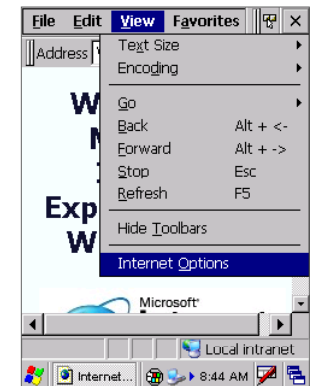 File Edit View Favorites
Address
Text Size
Encoding
Go
Back Alt + <-
Forward Alt + ->
Stop Esc
Refresh F5
Hide Toolbars
Internet Options
Exp
Microsoft®
Local intranet
Internet... 8:44 AM